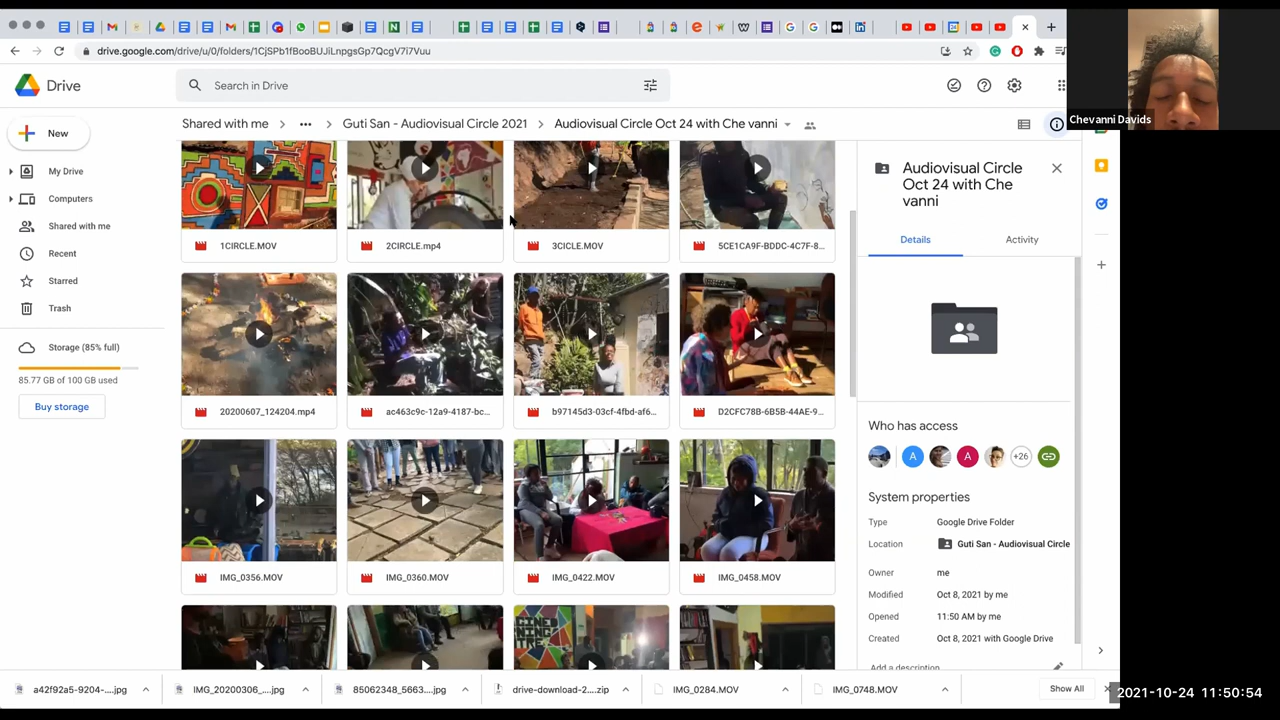 drive.google.com/drive/u/0/folders/1CjSPb1fBooBUJiLnpgsGp7QcgV7i7Vuu
Drive
Search in Drive
Chevanni Davids
New
Shared with me
...
Guti San - Audiovisual Circle 2021
Audiovisual Circle Oct 24 with Che vanni
My Drive
Computers
Shared with me
Recent
Starred
Trash
Storage (85% full)
85.77 GB of 100 GB used
Buy storage
1CIRCLE.MOV
2CIRCLE.mp4
3CICLE.MOV
5CE1CA9F-BDDC-4C7F-8...
20200607_124204.mp4
ac463c9c-12a9-4187-bc...
b97145d3-03cf-4fbd-af6...
D2CFC78B-6B5B-44AE-9...
IMG_0356.MOV
IMG_0360.MOV
IMG_0422.MOV
IMG_0458.MOV
Audiovisual Circle
Oct 24 with Che
vanni
Details
Activity
Who has access
A
A
+26
System properties
Type
Google Drive Folder
Location
Guti San - Audiovisual Circle
Owner
me
Modified
Oct 8, 2021 by me
Opened
11:50 AM by me
Created
Oct 8, 2021 with Google Drive
Add a description
a42f92a5-9204-....jpg
IMG_20200306_....jpg
85062348_5663....jpg
drive-download-2....zip
IMG_0284.MOV
IMG_0748.MOV
Show All
2021-10-24 11:50:54